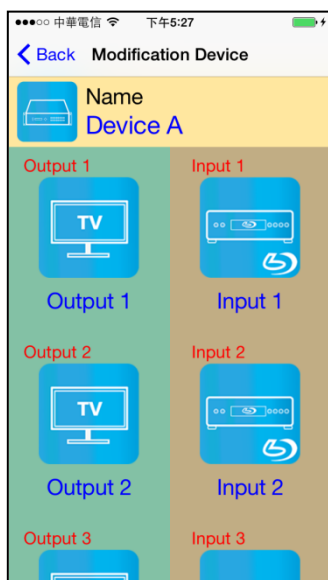 中華電信 下午5:27
Back Modification Device
Name
Device A
Output 1 Input 1
TV
Output 1 Input 1
Output 2 Input 2
TV
Output 2 Input 2
Output 3 Input 3